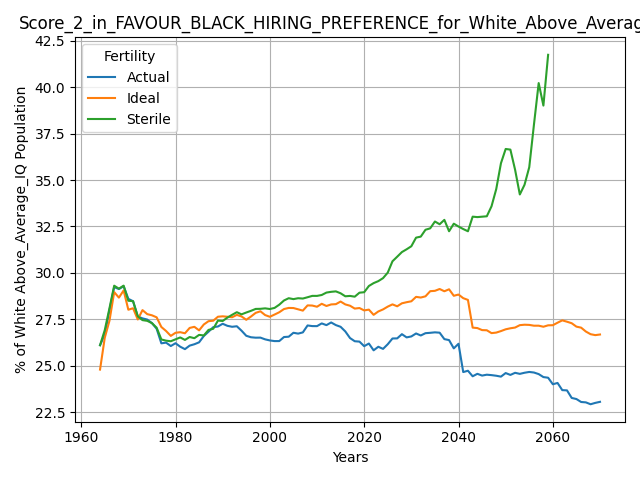 Score_2_in_FAVOUR_BLACK_HIRING_PREFERENCE_for_White_Above_Averag
42.5
40.0
37.5
35.0
32.5
30.0
27.5
25.0
22.5
% of White Above_Average_IQ Population
Fertility
Actual
Ideal
Sterile
1960
1980
2000
2020
2040
2060
Years